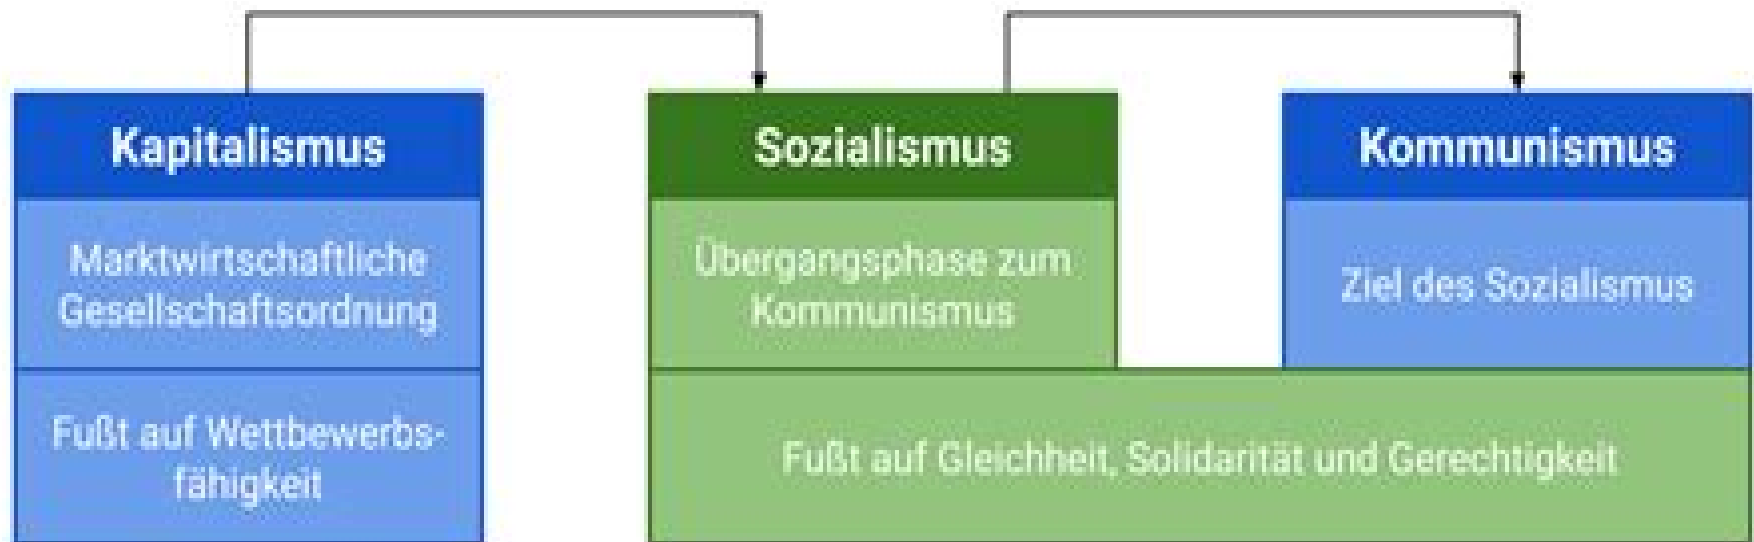 Kapitalismus
Marktwirtschaftliche
Gesellschaftsordnung
Fußt auf Wettbewerbs-
fähigkeit
Sozialismus
Übergangsphase zum
Kommunismus
Kommunismus
Ziel des Sozialismus
Fußt auf Gleichheit, Solidarität und Gerechtigkeit